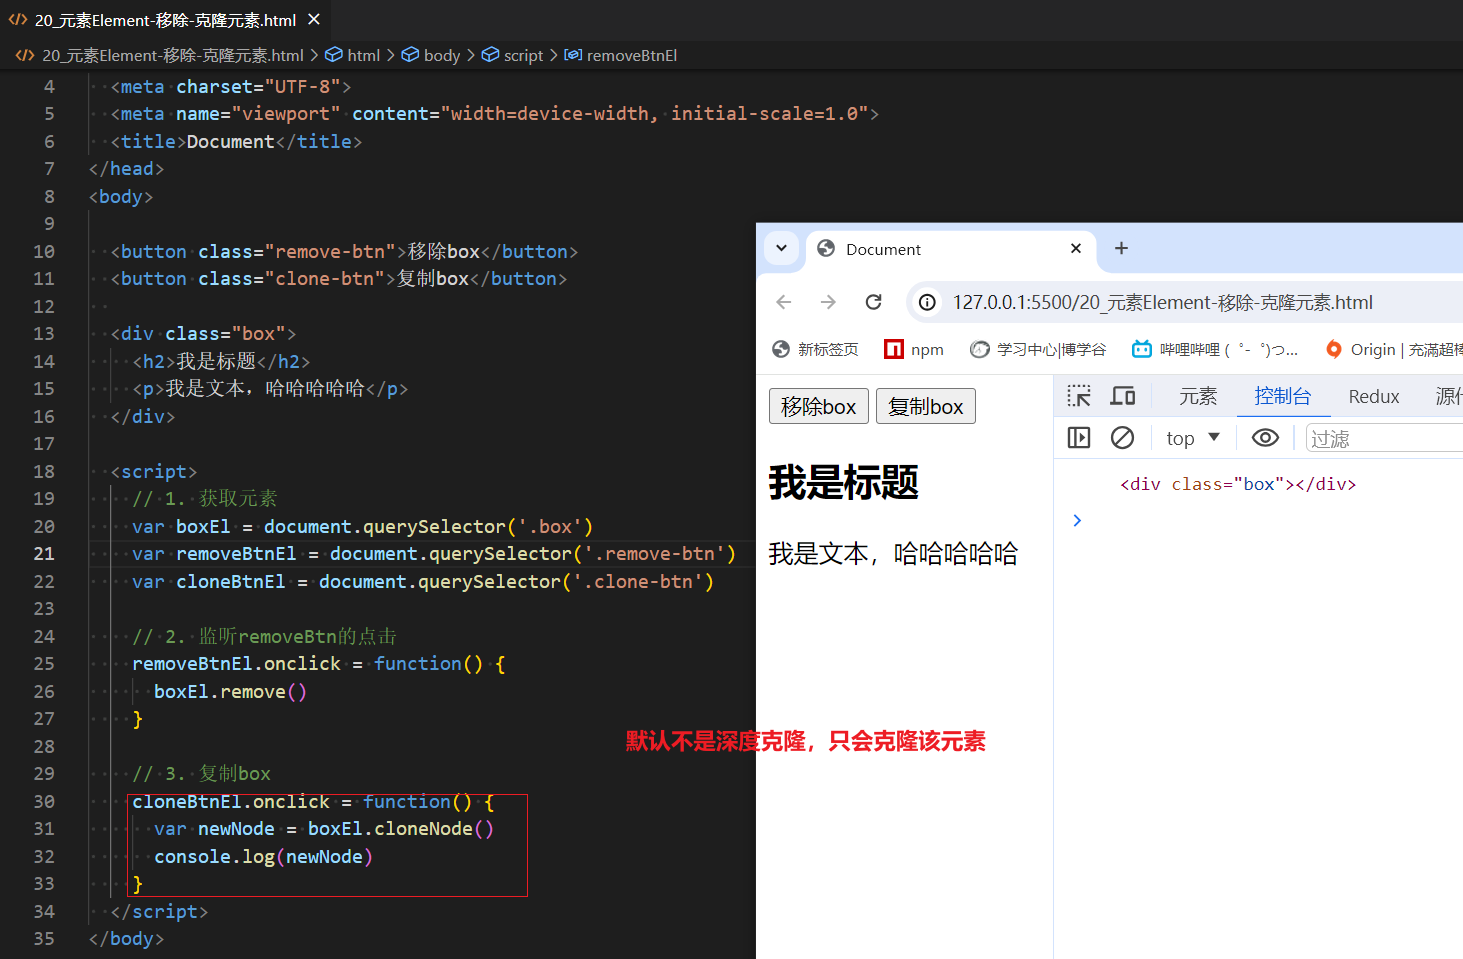 20_元素Element-移除-克隆元素.html
20_元素Element-移除-克隆元素.html > html > body > script > removeBtnEl
4 <meta charset="UTF-8">
5 <meta name="viewport" content="width=device-width, initial-scale=1.0">
6 <title>Document</title>
7 </head>
8 <body>
9
10 <button class="remove-btn">移除box</button>
11 <button class="clone-btn">复制box</button>
12
13 <div class="box">
14 <h2>我是标题</h2>
15 <p>我是文本，哈哈哈哈哈</p>
16 </div>
17
18 <script>
19 // 1. 获取元素
20 var boxEl = document.querySelector('.box')
21 var removeBtnEl = document.querySelector('.remove-btn')
22 var cloneBtnEl = document.querySelector('.clone-btn')
23
24 // 2. 监听removeBtn的点击
25 removeBtnEl.onclick = function() {
26 boxEl.remove()
27 }
28
29 // 3. 复制box
30 cloneBtnEl.onclick = function() {
31 var newNode = boxEl.cloneNode()
32 console.log(newNode)
33 }
34 </script>
35 </body>
默认不是深度克隆，只会克隆该元素
Document
127.0.0.1:5500/20_元素Element-移除-克隆元素.html
新标签页 npm 学习中心|博学谷 哔哩哔哩 (゜-゜)つ... Origin | 充滿超棒
移除box 复制box
我是标题
我是文本，哈哈哈哈哈
元素 控制台 Redux 源代
top 过滤
<div class="box"></div>